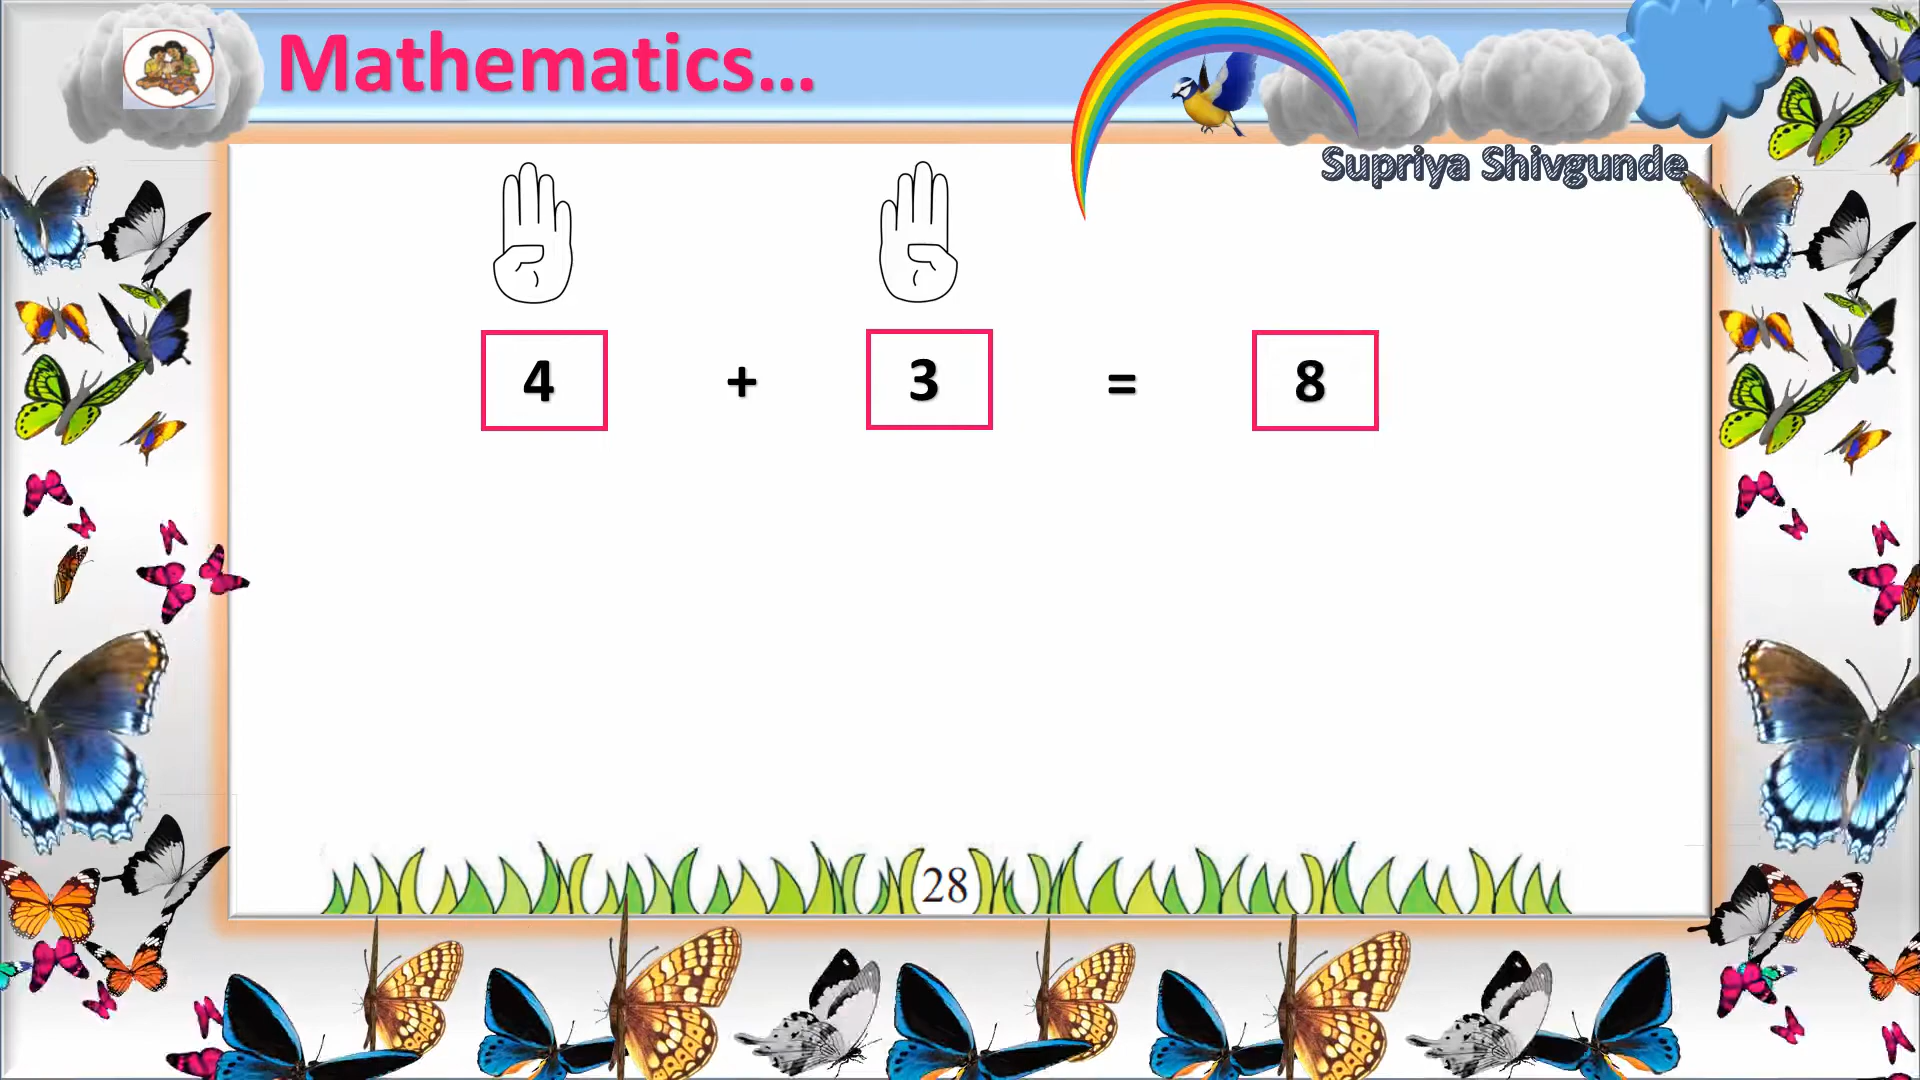 Mathematics...
Supriya Shivgunde
4 + 3 = 8
28